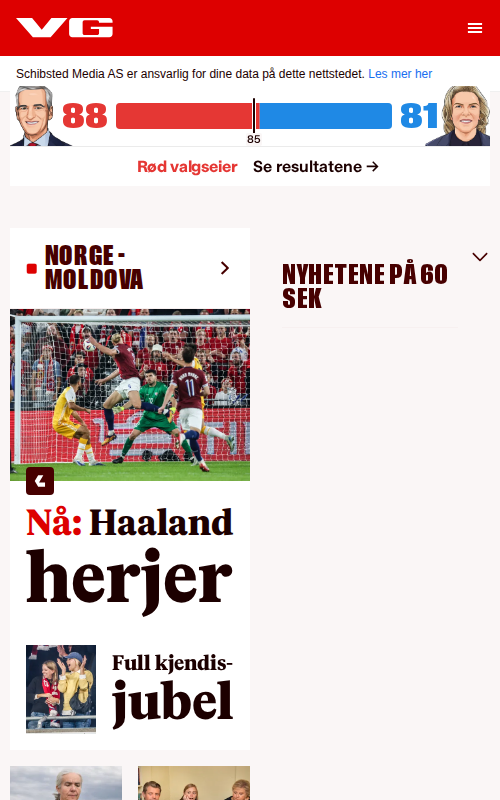 VG
Schibsted Media AS er ansvarlig for dine data på dette nettstedet. Les mer her
88
81
85
Rød valgseier Se resultatene →
NORGE -
MOLDOVA
NYHETENE PÅ 60
SEK
11
Nå: Haaland
herjer
Full kjendis-
jubel